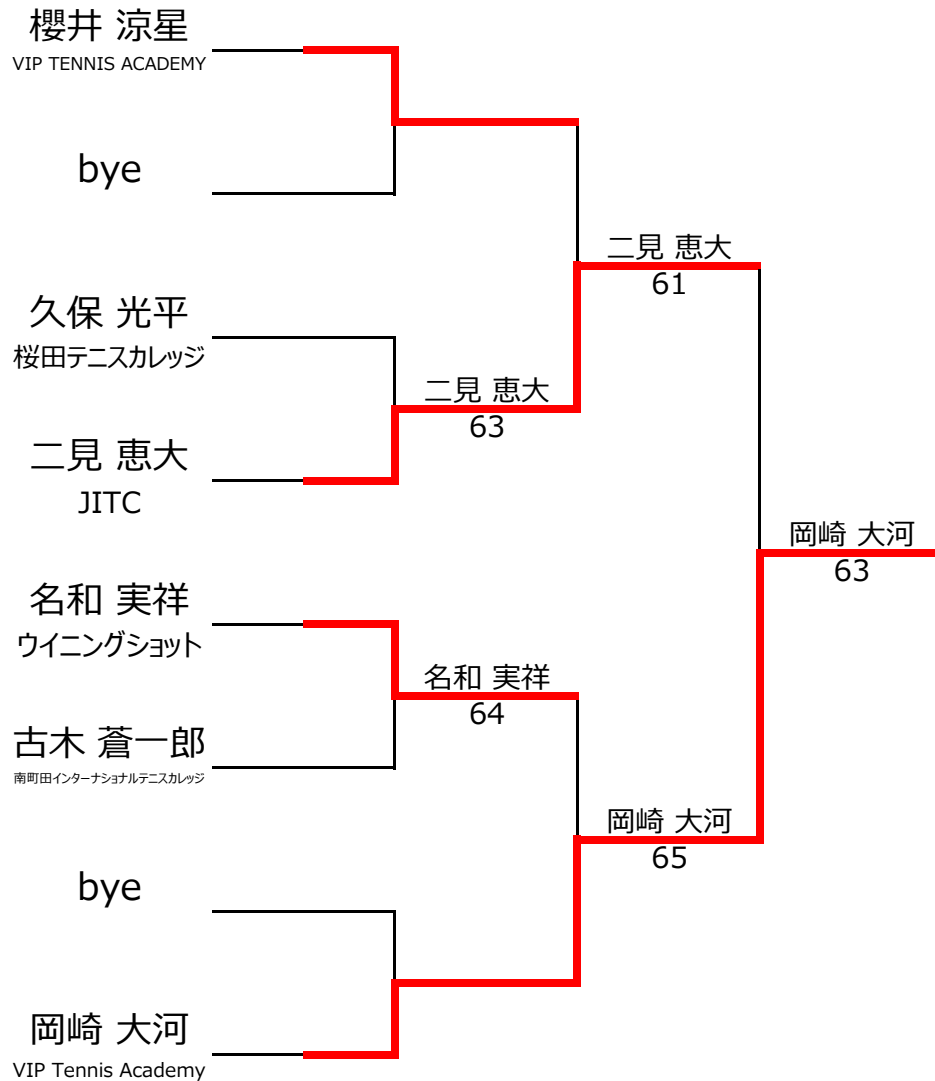 櫻井 涼星
VIP TENNIS ACADEMY
bye
二見 恵大
61
久保 光平
桜田テニスカレッジ
二見 恵大
63
二見 恵大
JITC
岡崎 大河
63
名和 実祥
ウイニングショット
名和 実祥
64
古木 蒼一郎
南町田インターナショナルテニスカレッジ
岡崎 大河
65
bye
岡崎 大河
VIP Tennis Academy